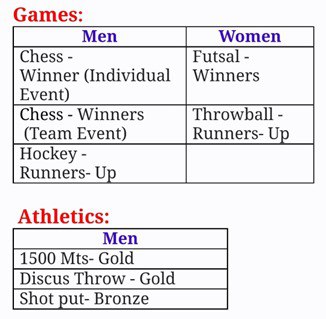 Games:
Men Women
Chess - Futsal -
Winner (Individual Winners
Event)
Chess - Winners Throwball -
(Team Event) Runners- Up
Hockey -
Runners- Up
Athletics:
Men
1500 Mts- Gold
Discus Throw - Gold
Shot put- Bronze